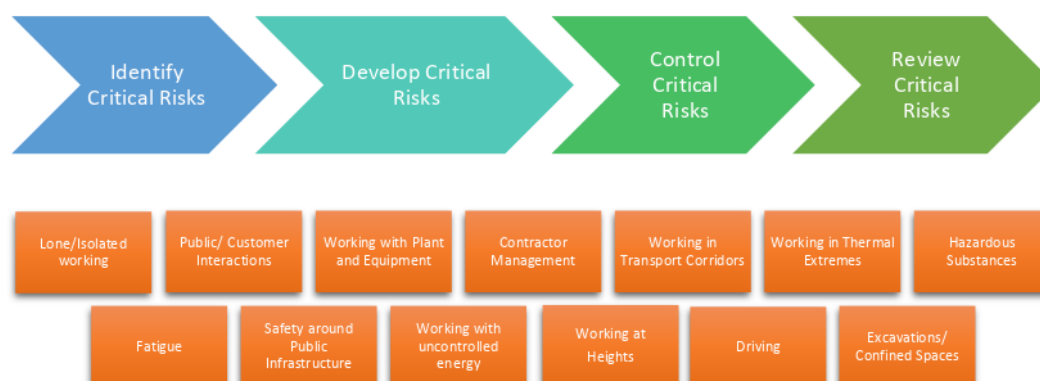 Identify
Critical Risks
Develop Critical
Risks
Control
Critical
Risks
Review
Critical
Risks
Lone/Isolated
working
Public/ Customer
Interactions
Working with Plant
and Equipment
Contractor
Management
Working in
Transport Corridors
Working in Thermal
Extremes
Hazardous
Substances
Fatigue
Safety around
Public
Infrastructure
Working with
uncontrolled
energy
Working at
Heights
Driving
Excavations/
Confined Spaces